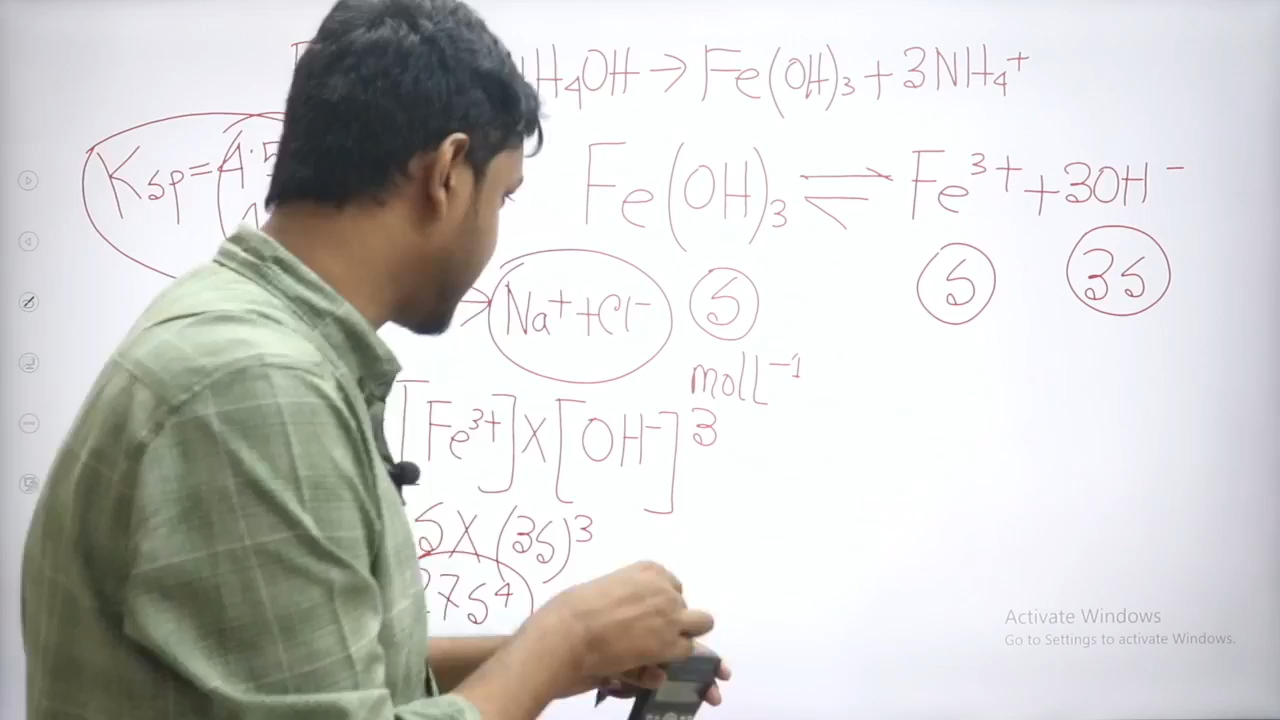 H4OH → Fe(OH)3 + 3NH4+
Ksp = 4.5
Fe(OH)3 ⇌ Fe3+ + 3OH-
S 3S
→ Na+ + Cl- S
molL-1
[Fe3+] X [OH-]3
S X (3S)3
27S4
Activate Windows
Go to Settings to activate Windows.